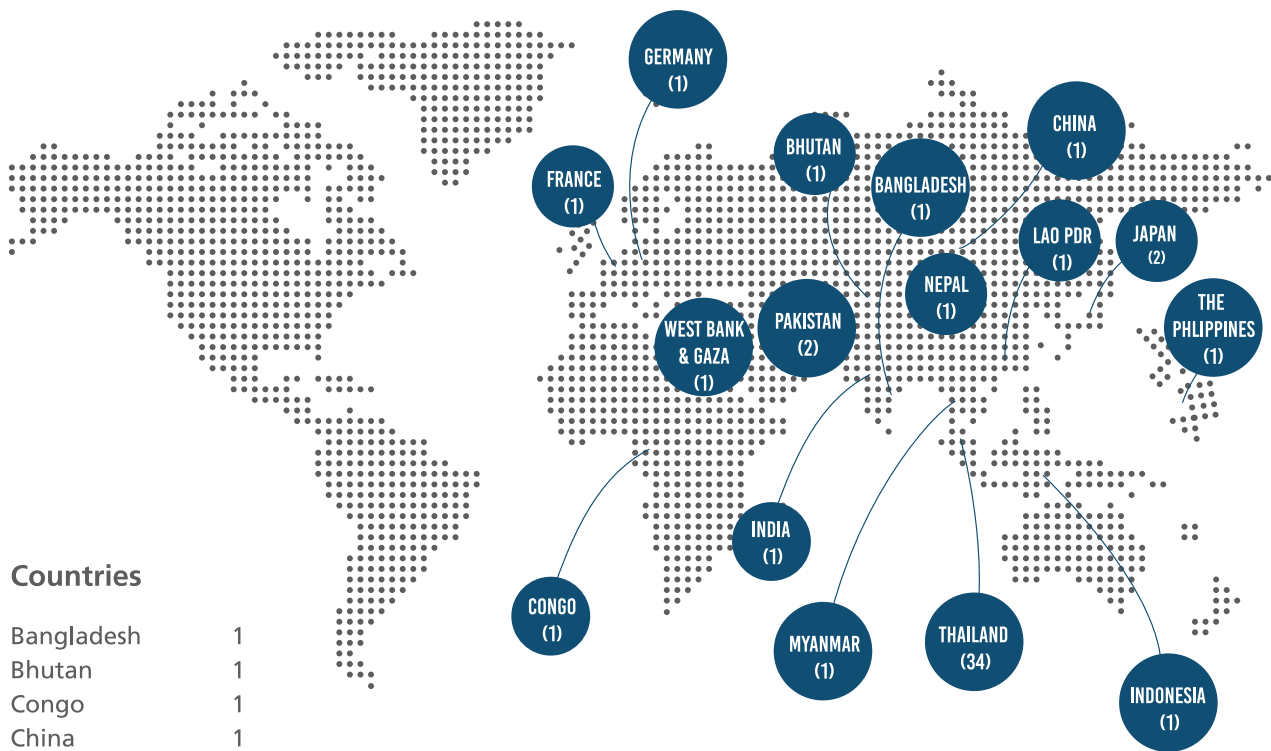 GERMANY
(1)
CHINA
(1)
BHUTAN
(1)
FRANCE
(1)
BANGLADESH
(1)
LAO PDR
(1)
JAPAN
(2)
NEPAL
(1)
THE
PHLIPPINES
(1)
WEST BANK
& GAZA
(1)
PAKISTAN
(2)
INDIA
(1)
CONGO
(1)
MYANMAR
(1)
THAILAND
(34)
INDONESIA
(1)
Countries
Bangladesh 1
Bhutan 1
Congo 1
China 1